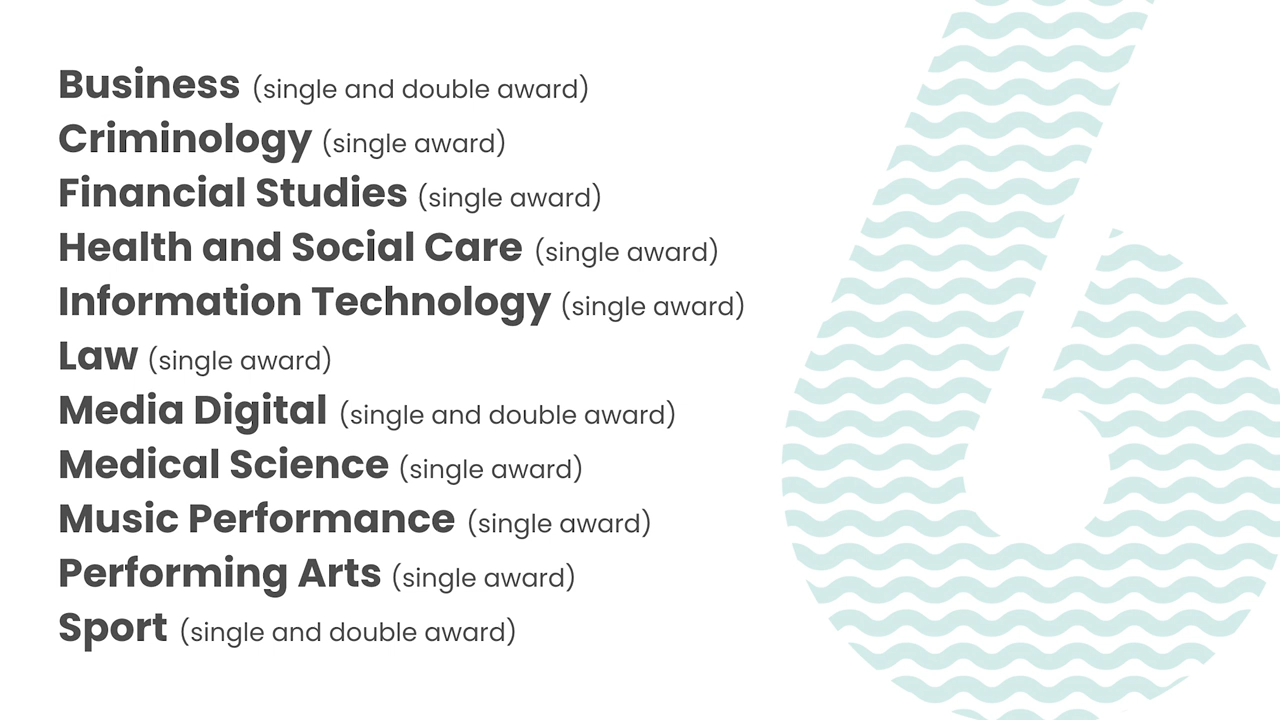 Business (single and double award)
Criminology (single award)
Financial Studies (single award)
Health and Social Care (single award)
Information Technology (single award)
Law (single award)
Media Digital (single and double award)
Medical Science (single award)
Music Performance (single award)
Performing Arts (single award)
Sport (single and double award)
6